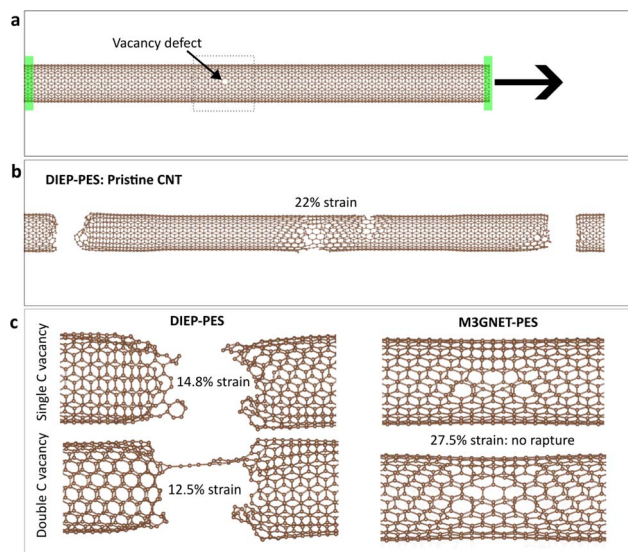 a
Vacancy defect
b
DIEP-PES: Pristine CNT
22% strain
c
DIEP-PES
M3GNET-PES
Single C vacancy
14.8% strain
27.5% strain: no rapture
Double C vacancy
12.5% strain